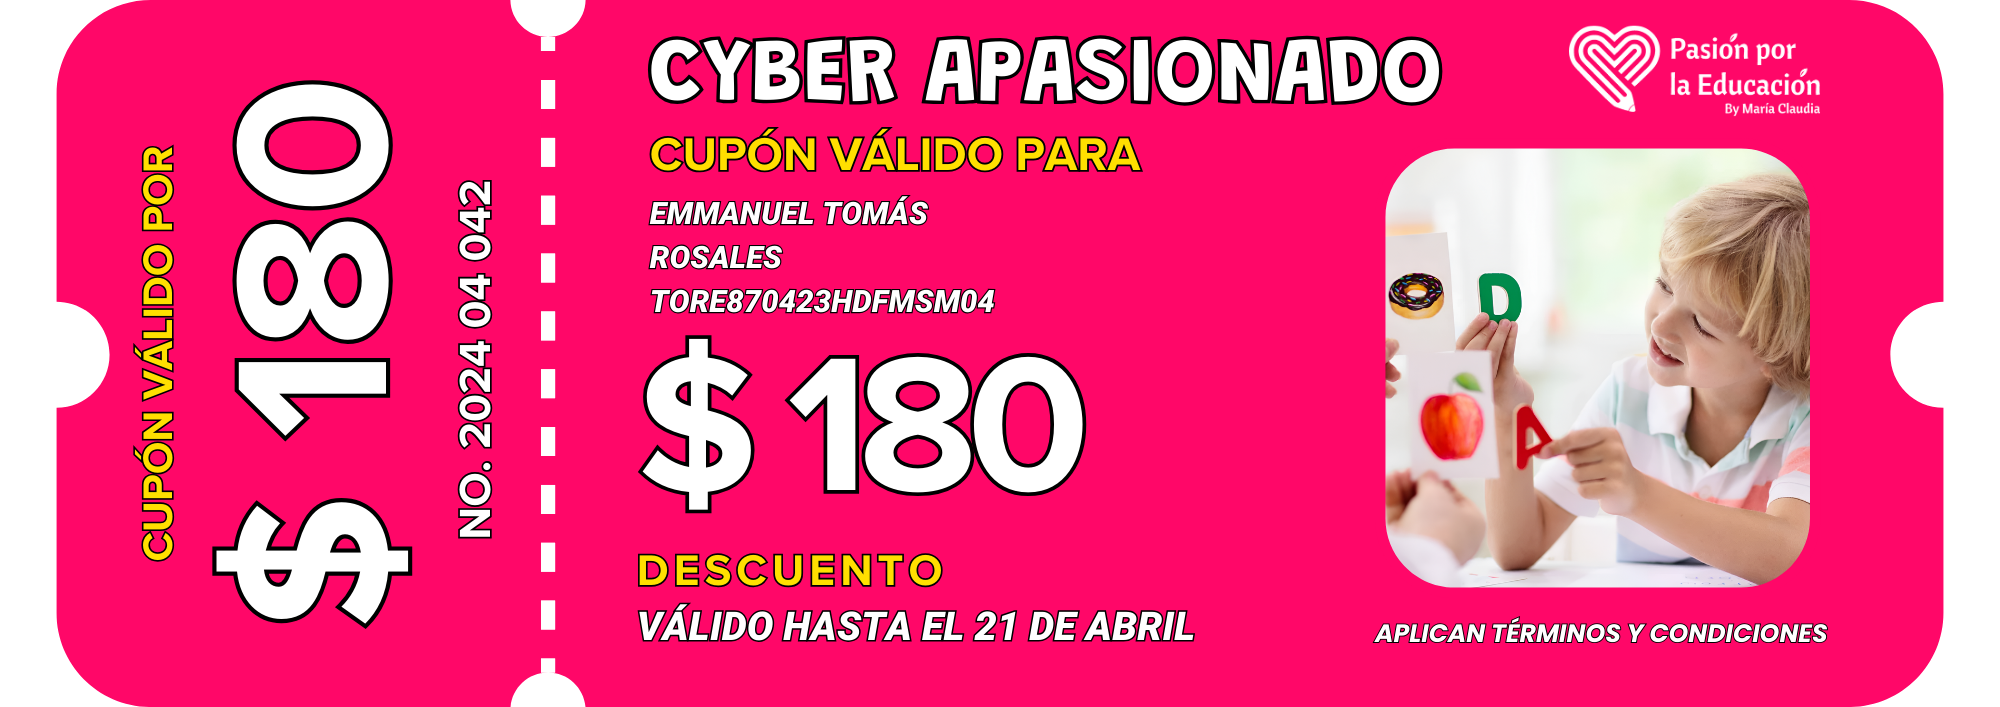 CUPÓN VÁLIDO POR
$ 180
NO. 2024 04 042
CYBER APASIONADO
CUPÓN VÁLIDO PARA
EMMANUEL TOMÁS
ROSALES
TORE870423HDFMSM04
$ 180
DESCUENTO
VÁLIDO HASTA EL 21 DE ABRIL
Pasión por
la Educación
By María Claudia
D
A
APLICAN TÉRMINOS Y CONDICIONES